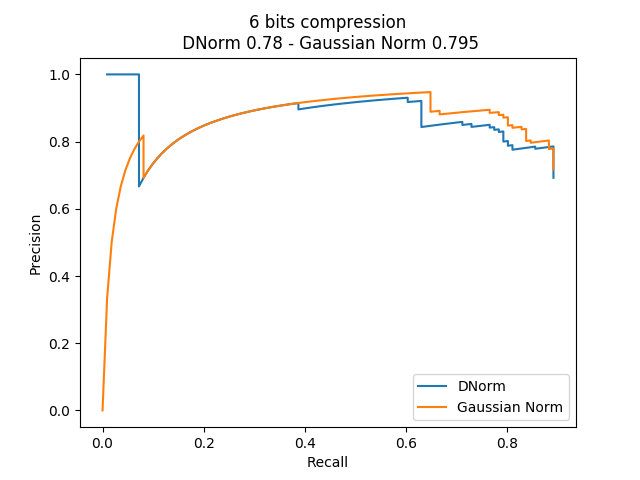 6 bits compression
DNorm 0.78 - Gaussian Norm 0.795
1.0
0.8
0.6
0.4
0.2
0.0
Precision
DNorm
Gaussian Norm
0.0 0.2 0.4 0.6 0.8
Recall